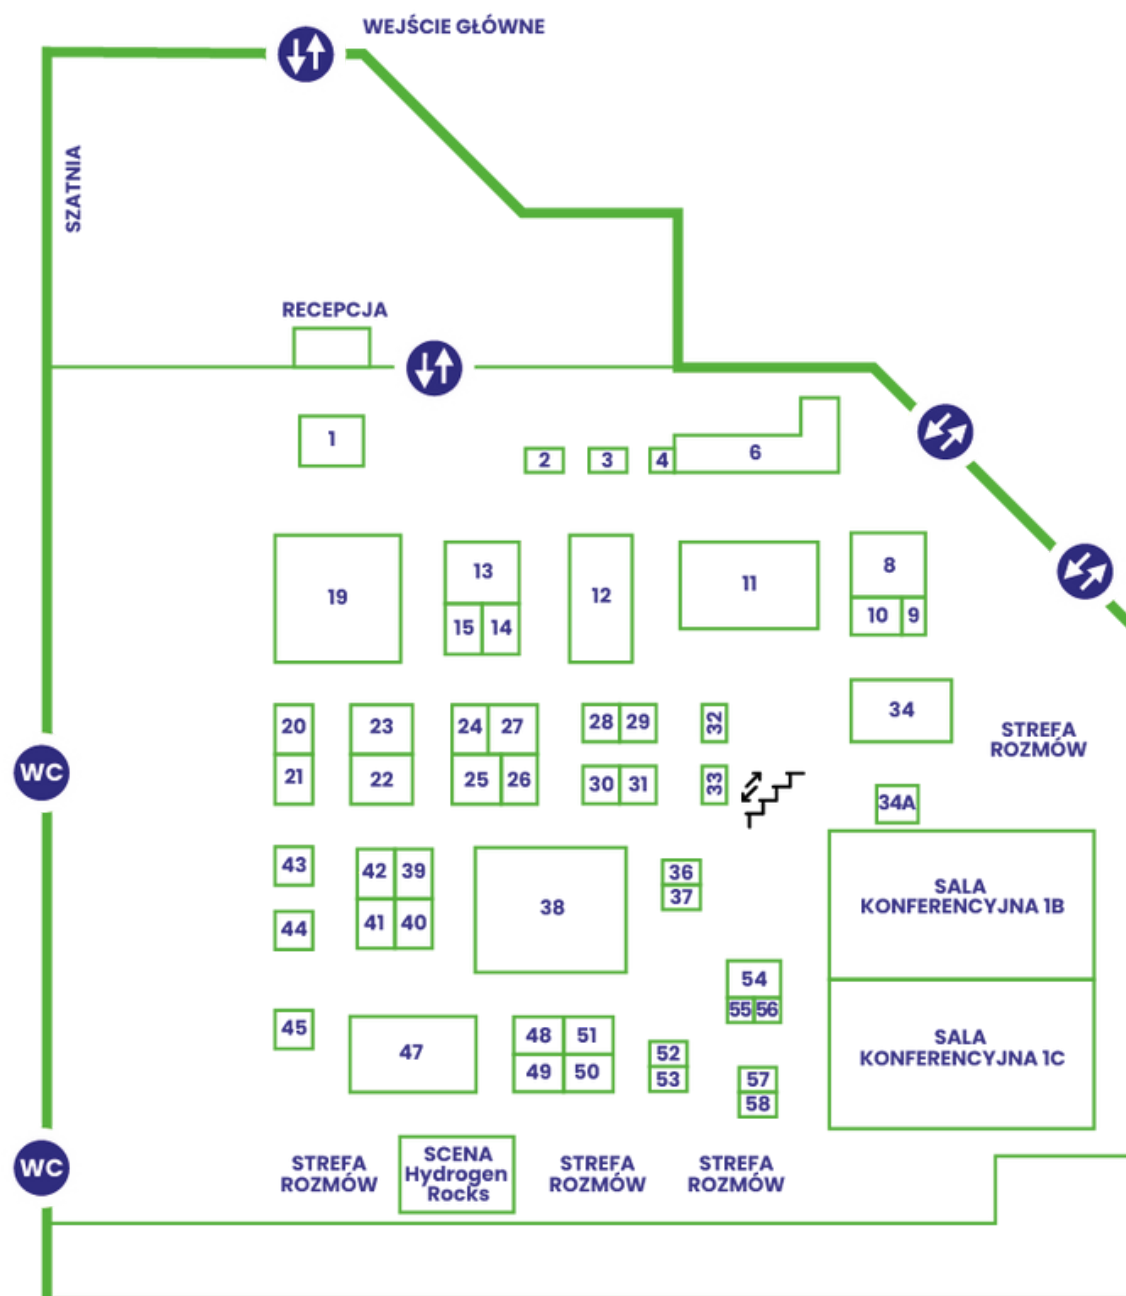 WEJŚCIE GŁÓWNE
SZATNIA
RECEPCJA
1
2
3
4
6
19
13
15
14
12
11
8
10
9
20
21
23
22
24
27
25
26
28
29
30
31
32
33
34
STREFA
ROZMÓW
34A
WC
43
44
42
39
41
40
38
36
37
SALA
KONFERENCYJNA 1B
54
55
56
45
47
48
51
49
50
52
53
57
58
SALA
KONFERENCYJNA 1C
WC
STREFA
ROZMÓW
SCENA
Hydrogen
Rocks
STREFA
ROZMÓW
STREFA
ROZMÓW